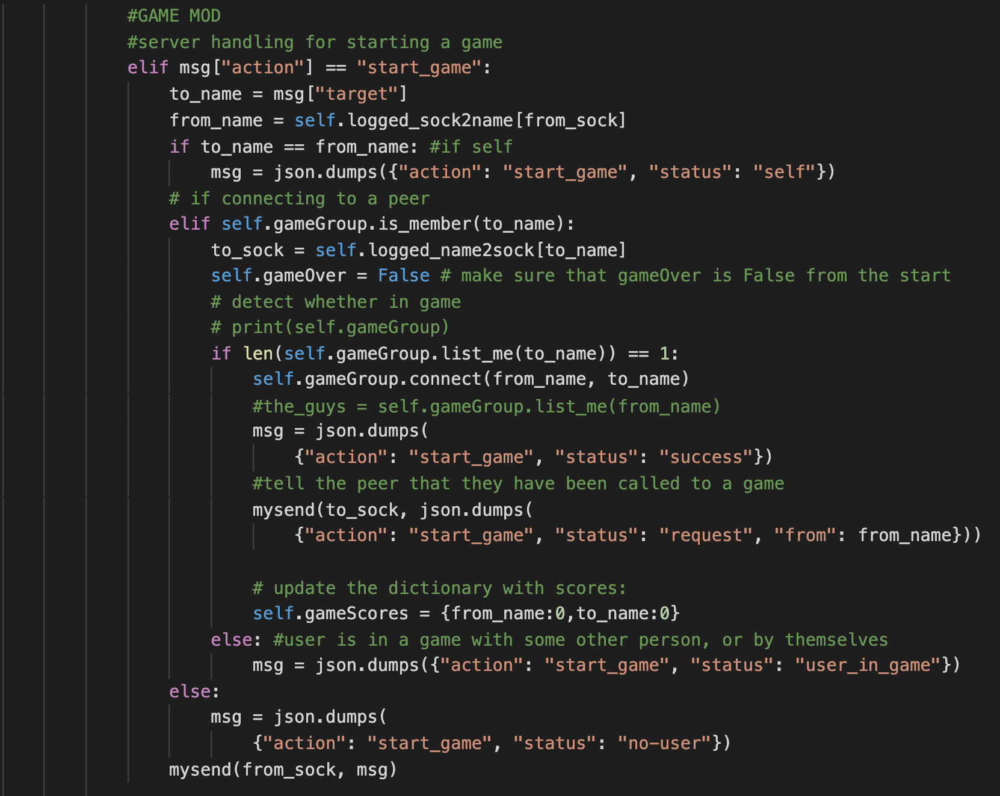 #GAME MOD
#server handling for starting a game
elif msg["action"] == "start_game":
    to_name = msg["target"]
    from_name = self.logged_sock2name[from_sock]
    if to_name == from_name: #if self
        msg = json.dumps({"action": "start_game", "status": "self"})
    # if connecting to a peer
    elif self.gameGroup.is_member(to_name):
        to_sock = self.logged_name2sock[to_name]
        self.gameOver = False # make sure that gameOver is False from the start
        # detect whether in game
        # print(self.gameGroup)
        if len(self.gameGroup.list_me(to_name)) == 1:
            self.gameGroup.connect(from_name, to_name)
            #the_guys = self.gameGroup.list_me(from_name)
            msg = json.dumps(
                {"action": "start_game", "status": "success"})
            #tell the peer that they have been called to a game
            mysend(to_sock, json.dumps(
                {"action": "start_game", "status": "request", "from": from_name}))

            # update the dictionary with scores:
            self.gameScores = {from_name:0,to_name:0}
        else: #user is in a game with some other person, or by themselves
            msg = json.dumps({"action": "start_game", "status": "user_in_game"})
    else:
        msg = json.dumps(
            {"action": "start_game", "status": "no-user"})
    mysend(from_sock, msg)